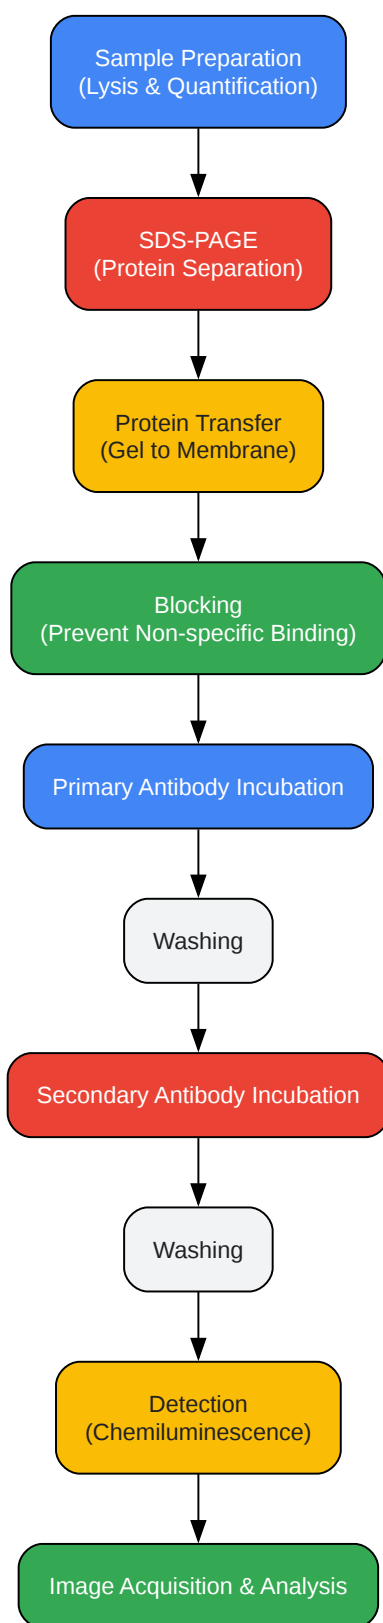 Sample Preparation
(Lysis & Quantification)
SDS-PAGE
(Protein Separation)
Protein Transfer
(Gel to Membrane)
Blocking
(Prevent Non-specific Binding)
Primary Antibody Incubation
Washing
Secondary Antibody Incubation
Washing
Detection
(Chemiluminescence)
Image Acquisition & Analysis